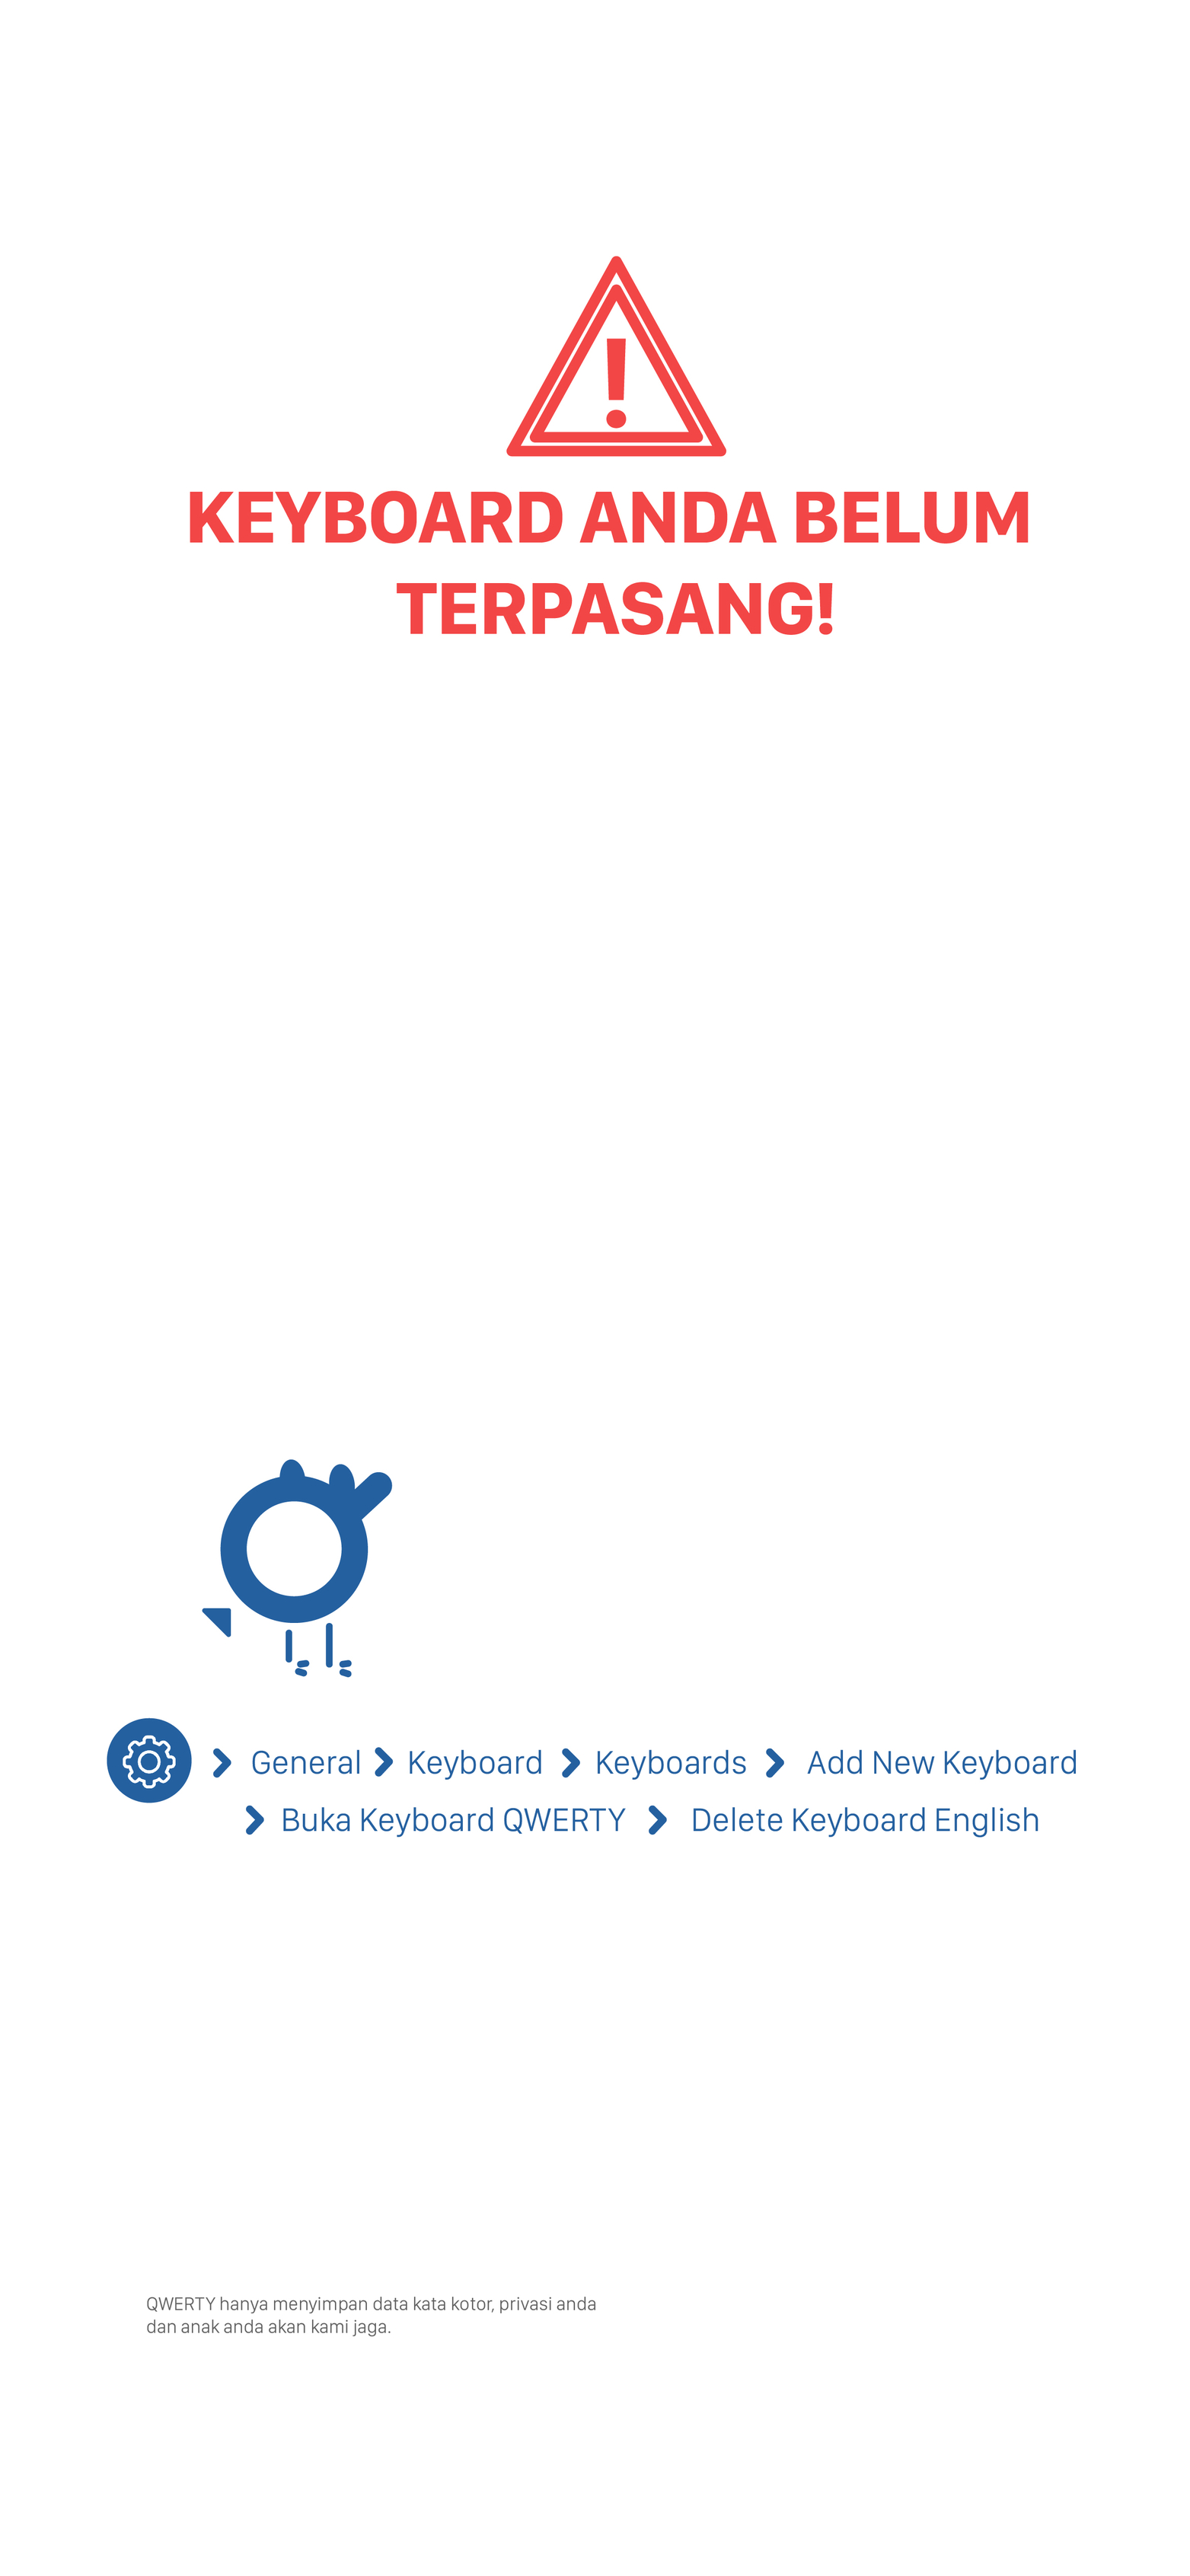 KEYBOARD ANDA BELUM
TERPASANG!
General Keyboard Keyboards Add New Keyboard
Buka Keyboard QWERTY Delete Keyboard English
QWERTY hanya menyimpan data kata kotor, privasi anda
dan anak anda akan kami jaga.